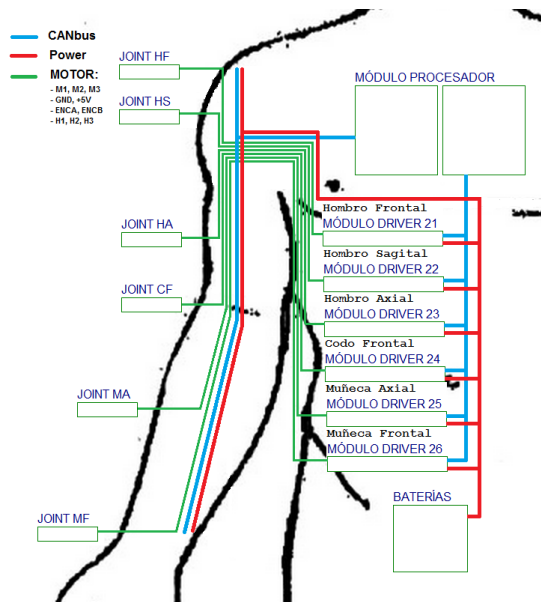 CANbus
Power
MOTOR:
- M1, M2, M3
- GND, +5V
- ENCA, ENCB
- H1, H2, H3
JOINT HF
JOINT HS
JOINT HA
JOINT CF
JOINT MA
JOINT MF
MÓDULO PROCESADOR
Hombro Frontal
MÓDULO DRIVER 21
Hombro Sagital
MÓDULO DRIVER 22
Hombro Axial
MÓDULO DRIVER 23
Codo Frontal
MÓDULO DRIVER 24
Muñeca Axial
MÓDULO DRIVER 25
Muñeca Frontal
MÓDULO DRIVER 26
BATERÍAS